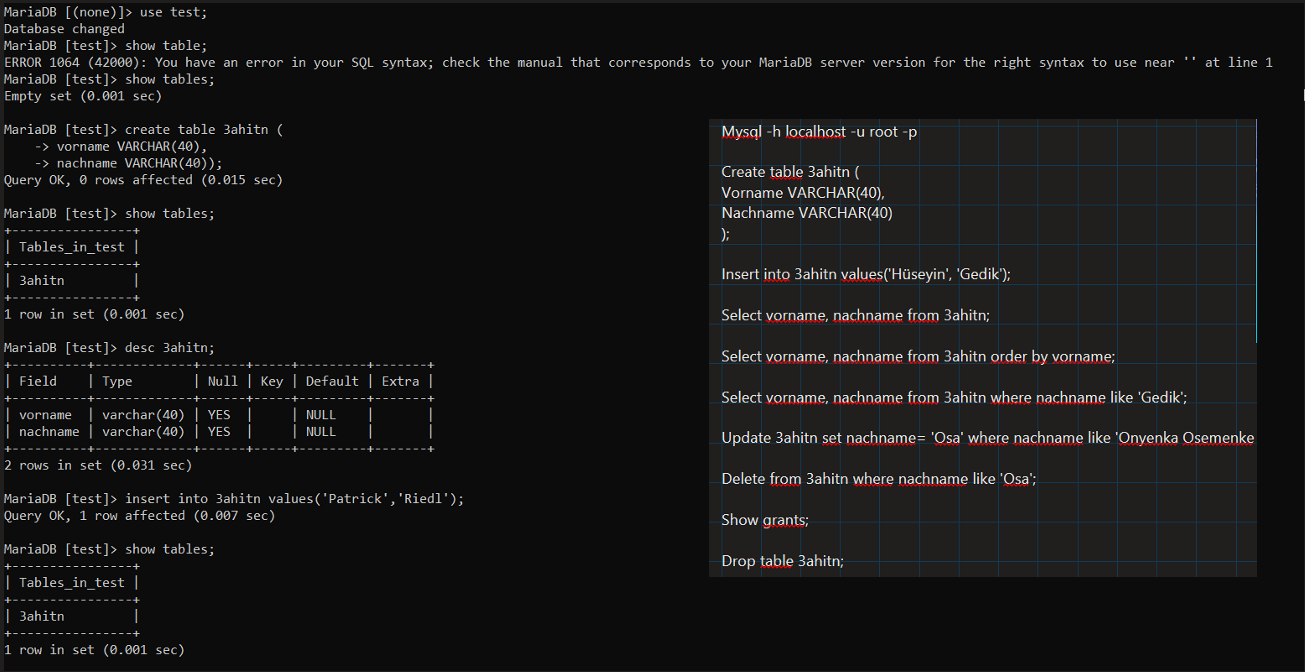 MariaDB [(none)]> use test;
Database changed
MariaDB [test]> show table;
ERROR 1064 (42000): You have an error in your SQL syntax; check the manual that corresponds to your MariaDB server version for the right syntax to use near '' at line 1
MariaDB [test]> show tables;
Empty set (0.001 sec)
MariaDB [test]> create table 3ahitn (
    -> vorname VARCHAR(40),
    -> nachname VARCHAR(40));
Query OK, 0 rows affected (0.015 sec)
MariaDB [test]> show tables;
+----------------+
| Tables_in_test |
+----------------+
| 3ahitn         |
+----------------+
1 row in set (0.001 sec)
MariaDB [test]> desc 3ahitn;
+----------+-------------+------+-----+---------+-------+
| Field    | Type        | Null | Key | Default | Extra |
+----------+-------------+------+-----+---------+-------+
| vorname  | varchar(40) | YES  |     | NULL    |       |
| nachname | varchar(40) | YES  |     | NULL    |       |
+----------+-------------+------+-----+---------+-------+
2 rows in set (0.031 sec)
MariaDB [test]> insert into 3ahitn values('Patrick','Riedl');
Query OK, 1 row affected (0.007 sec)
MariaDB [test]> show tables;
+----------------+
| Tables_in_test |
+----------------+
| 3ahitn         |
+----------------+
1 row in set (0.001 sec)
Mysql -h localhost -u root -p
Create table 3ahitn (
Vorname VARCHAR(40),
Nachname VARCHAR(40)
);
Insert into 3ahitn values('Hüseyin', 'Gedik');
Select vorname, nachname from 3ahitn;
Select vorname, nachname from 3ahitn order by vorname;
Select vorname, nachname from 3ahitn where nachname like 'Gedik';
Update 3ahitn set nachname= 'Osa' where nachname like 'Onyenka Osemenke
Delete from 3ahitn where nachname like 'Osa';
Show grants;
Drop table 3ahitn;